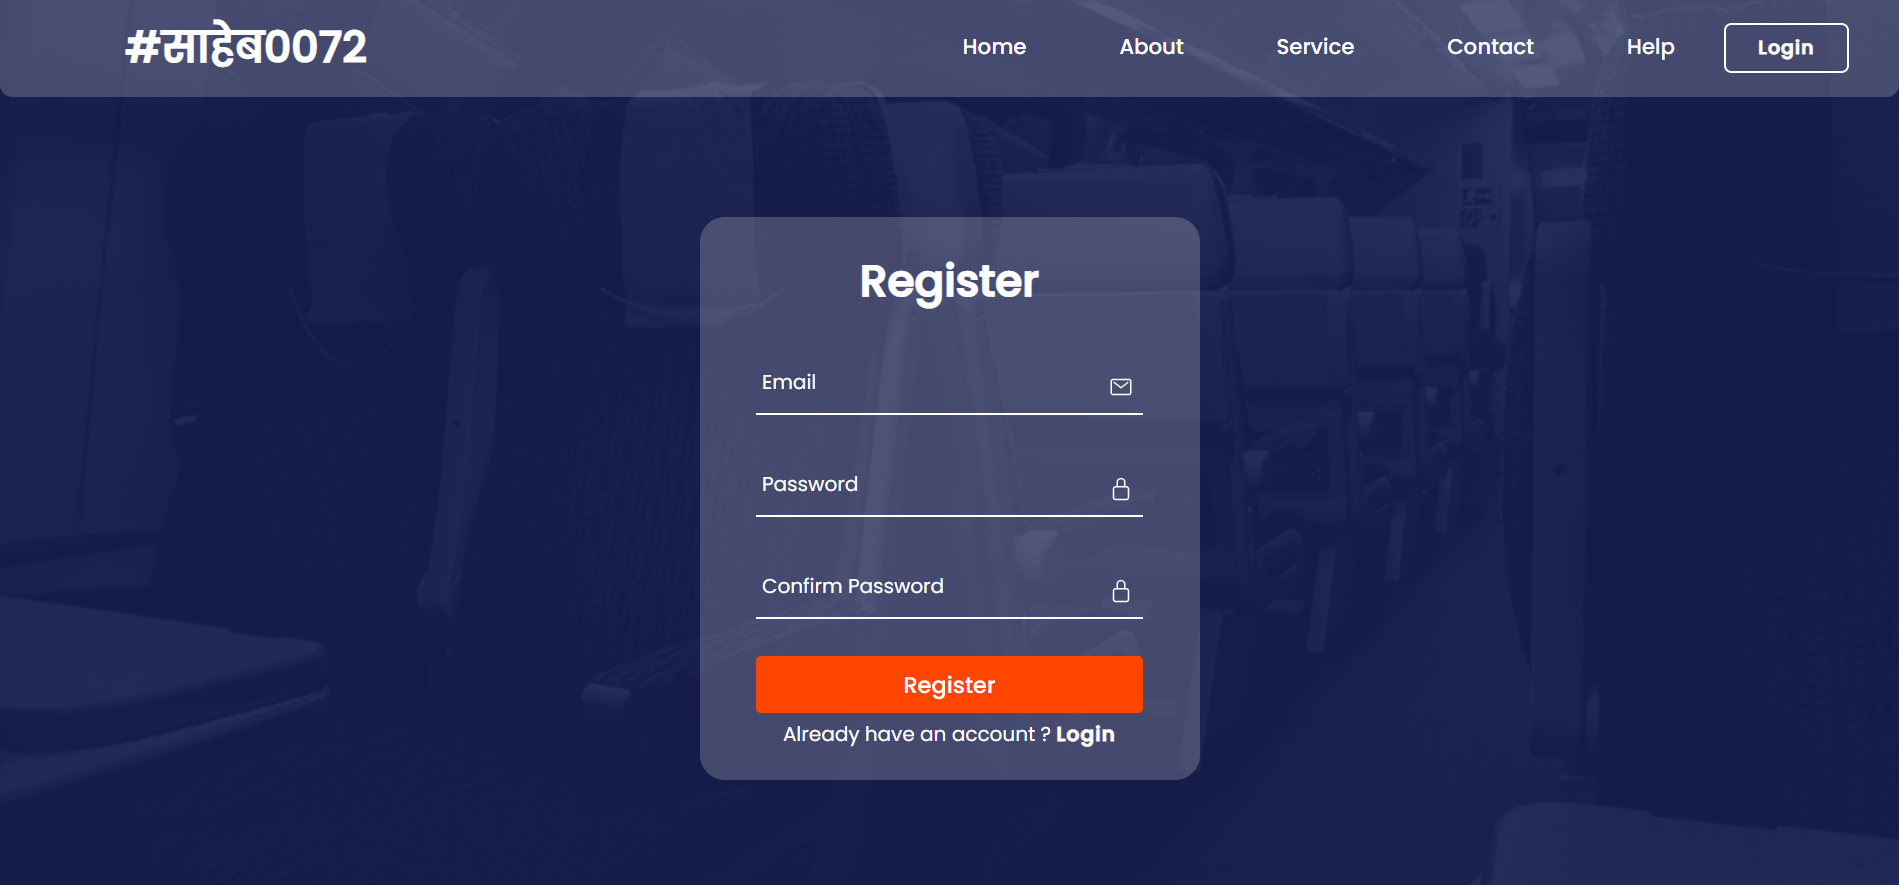 #साहेब0072
Home
About
Service
Contact
Help
Login
Register
Email
Password
Confirm Password
Register
Already have an account ? Login